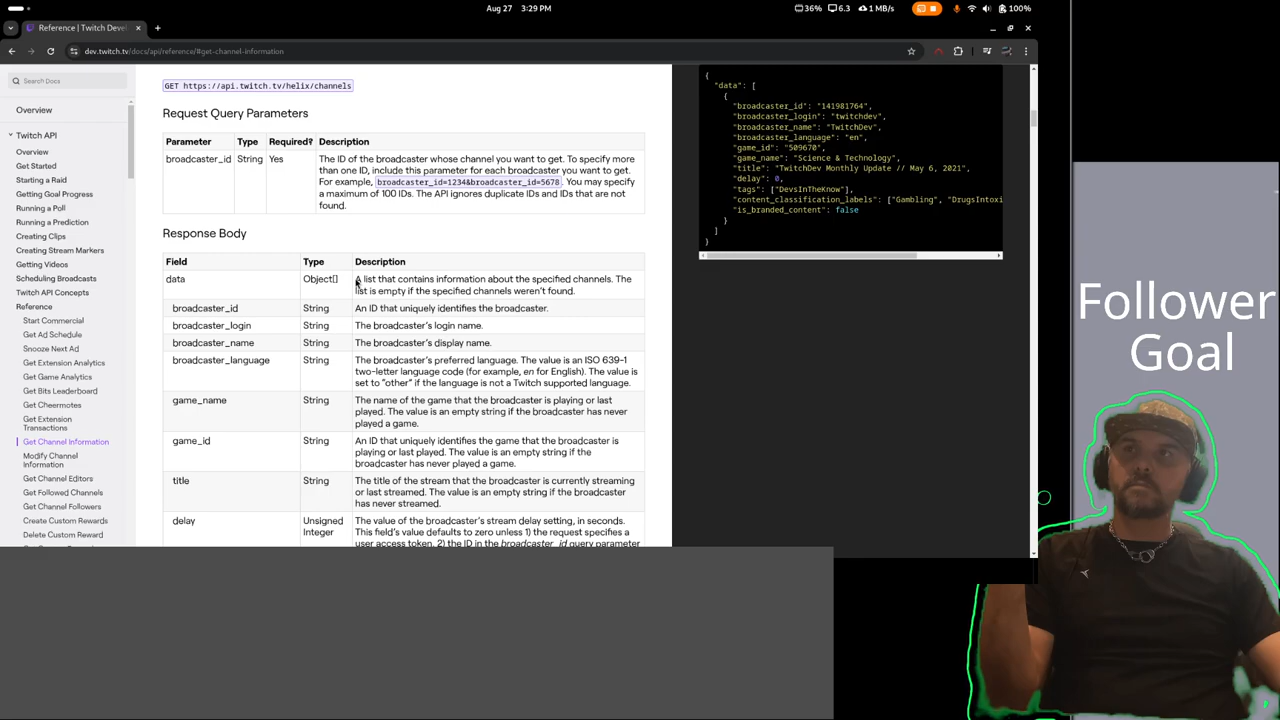 Aug 27 3:29 PM
36% 6.3 1 MB/s 100%
Reference | Twitch Devel
dev.twitch.tv/docs/api/reference/#get-channel-information
Search Docs
Overview
Twitch API
Overview
Get Started
Starting a Raid
Getting Goal Progress
Running a Poll
Running a Prediction
Creating Clips
Creating Stream Markers
Getting Videos
Scheduling Broadcasts
Twitch API Concepts
Reference
Start Commercial
Get Ad Schedule
Snooze Next Ad
Get Extension Analytics
Get Game Analytics
Get Bits Leaderboard
Get Cheermotes
Get Extension
Transactions
Get Channel Information
Modify Channel
Information
Get Channel Editors
Get Followed Channels
Get Channel Followers
Create Custom Rewards
Delete Custom Reward
GET https://api.twitch.tv/helix/channels
Request Query Parameters
Parameter Type Required? Description
broadcaster_id String Yes The ID of the broadcaster whose channel you want to get. To specify more
than one ID, include this parameter for each broadcaster you want to get.
For example, broadcaster_id=1234&broadcaster_id=5678. You may specify
a maximum of 100 IDs. The API ignores duplicate IDs and IDs that are not
found.
Response Body
Field Type Description
data Object[] A list that contains information about the specified channels. The
list is empty if the specified channels weren't found.
broadcaster_id String An ID that uniquely identifies the broadcaster.
broadcaster_login String The broadcaster's login name.
broadcaster_name String The broadcaster's display name.
broadcaster_language String The broadcaster's preferred language. The value is an ISO 639-1
two-letter language code (for example, en for English). The value is
set to "other" if the language is not a Twitch supported language.
game_name String The name of the game that the broadcaster is playing or last
played. The value is an empty string if the broadcaster has never
played a game.
game_id String An ID that uniquely identifies the game that the broadcaster is
playing or last played. The value is an empty string if the
broadcaster has never played a game.
title String The title of the stream that the broadcaster is currently streaming
or last streamed. The value is an empty string if the broadcaster
has never streamed.
delay Unsigned The value of the broadcaster's stream delay setting, in seconds.
Integer This field's value defaults to zero unless 1) the request specifies a
user access token, 2) the ID in the broadcaster_id query parameter
{
"data": [
{
"broadcaster_id": "141981764",
"broadcaster_login": "twitchdev",
"broadcaster_name": "TwitchDev",
"broadcaster_language": "en",
"game_id": "509670",
"game_name": "Science & Technology",
"title": "TwitchDev Monthly Update // May 6, 2021",
"delay": 0,
"tags": ["DevsInTheKnow"],
"content_classification_labels": ["Gambling", "DrugsIntoxi
"is_branded_content": false
}
]
}
Follower
Goal